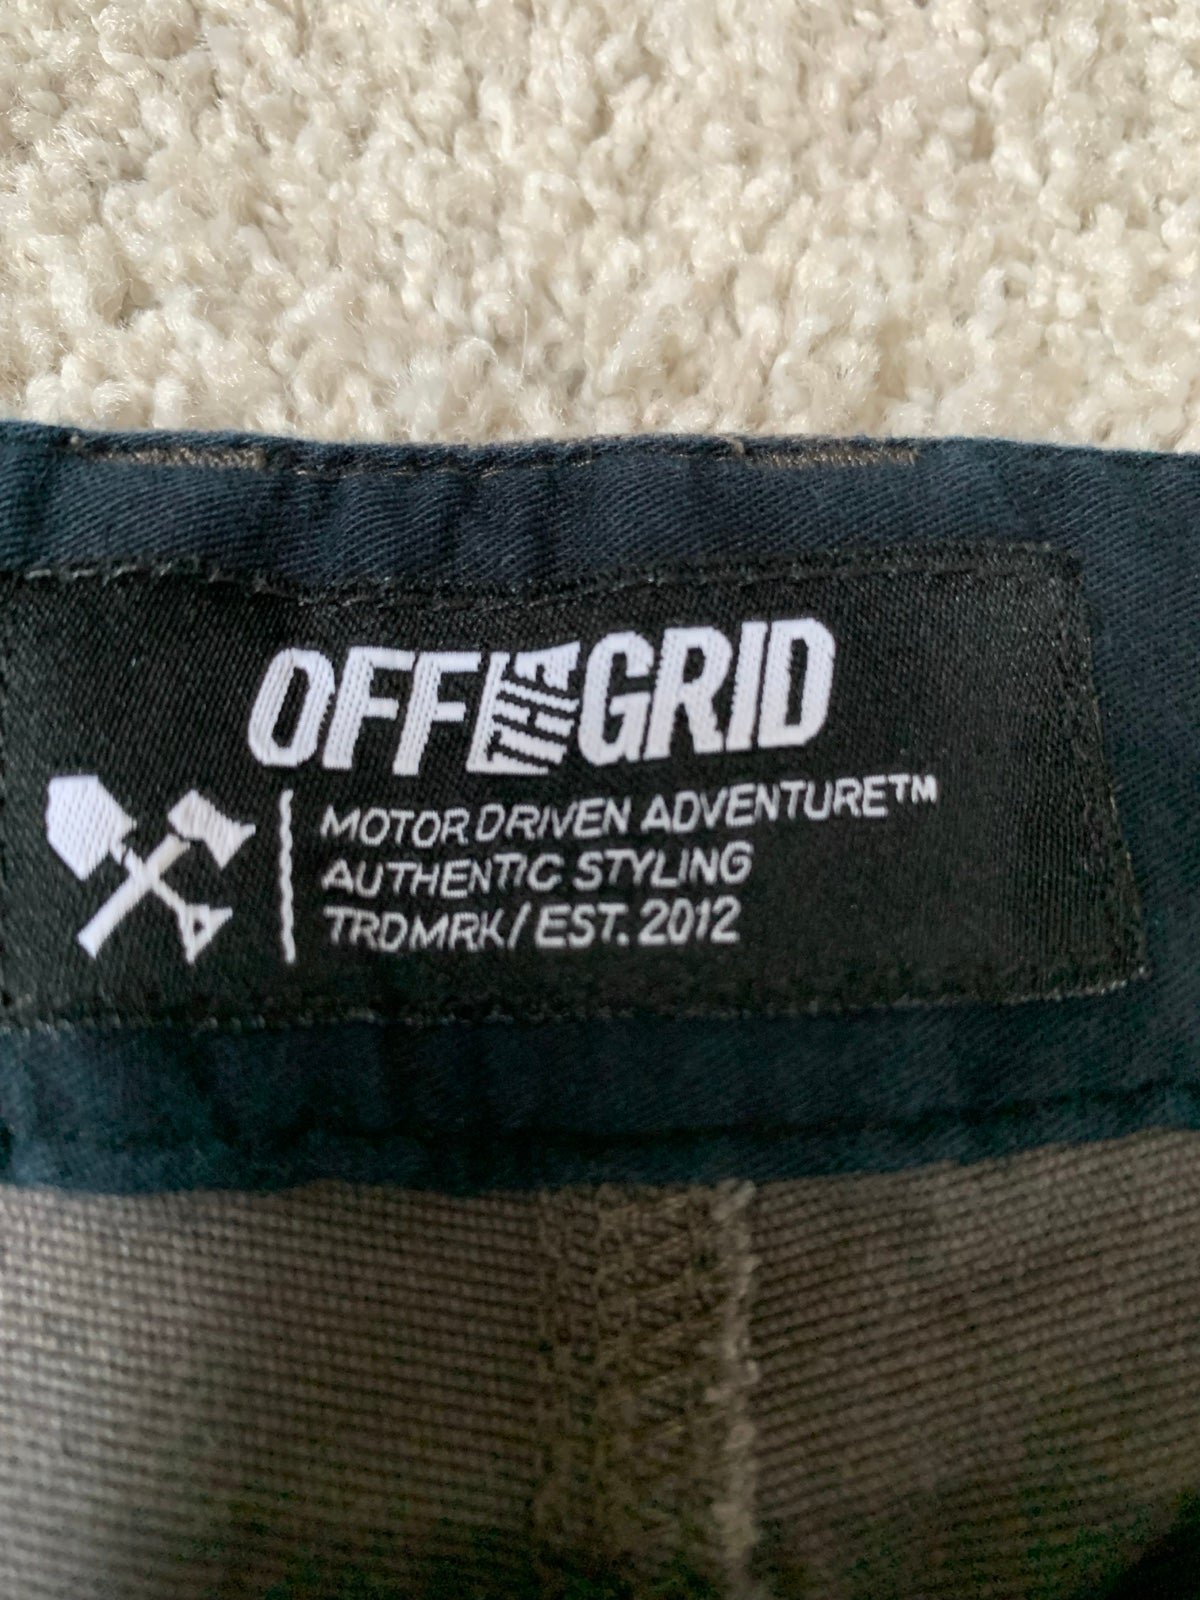 OFF THE GRID
MOTOR DRIVEN ADVENTURE™
AUTHENTIC STYLING
TRDMRK/EST. 2012